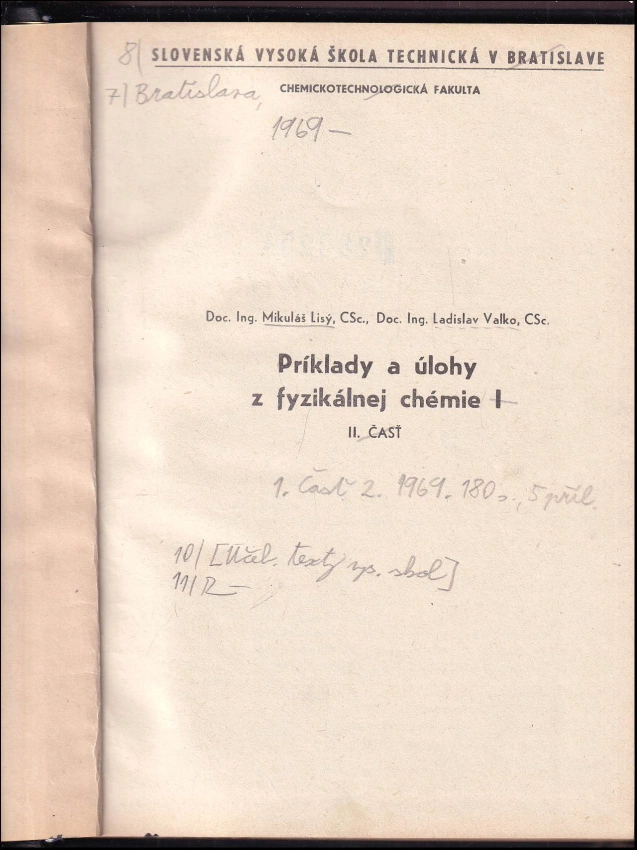 8/ SLOVENSKÁ VYSOKÁ ŠKOLA TECHNICKÁ V BRATISLAVE
7/ Bratislava,
CHEMICKOTECHNOLOGICKÁ FAKULTA
1969 —
Doc. Ing. Mikuláš Lisý, CSc., Doc. Ing. Ladislav Valko, CSc.
Príklady a úlohy
z fyzikálnej chémie I
II. ČASŤ
1. Časť 2. 1969. 180 s., 5 príl.
10/ [Učeb. texty vys. škol]
11/